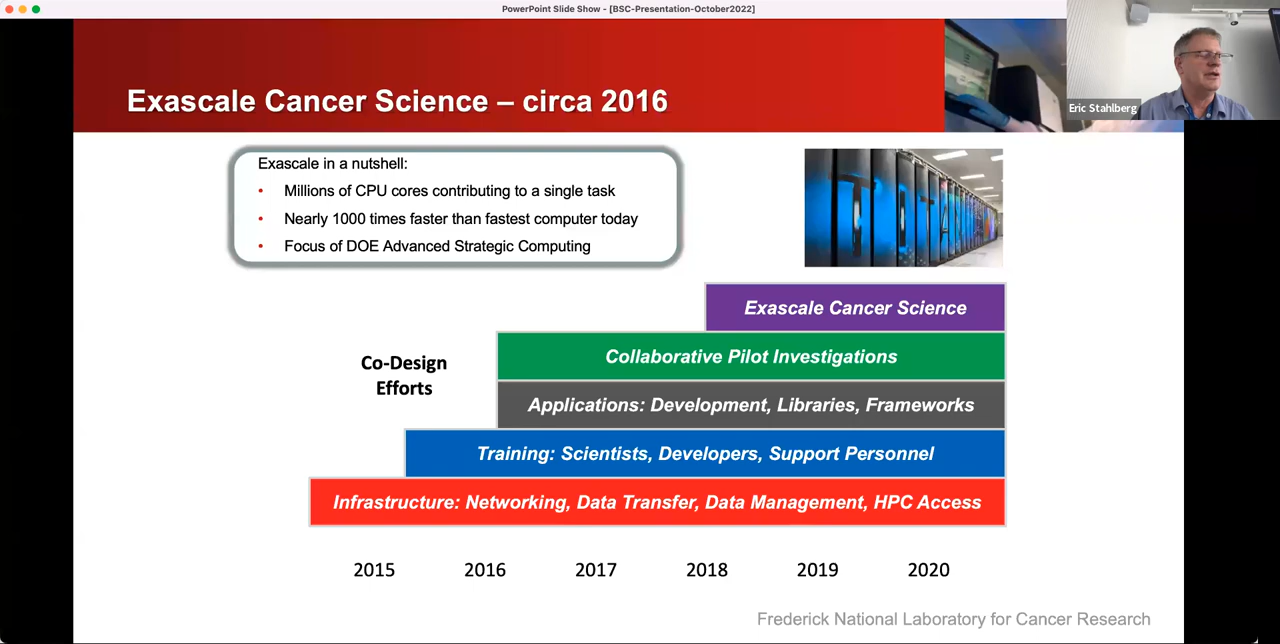 PowerPoint Slide Show - [BSC-Presentation-October2022]
Exascale Cancer Science – circa 2016
Eric Stahlberg
Exascale in a nutshell:
• Millions of CPU cores contributing to a single task
• Nearly 1000 times faster than fastest computer today
• Focus of DOE Advanced Strategic Computing
TITAN
Exascale Cancer Science
Collaborative Pilot Investigations
Co-Design
Efforts
Applications: Development, Libraries, Frameworks
Training: Scientists, Developers, Support Personnel
Infrastructure: Networking, Data Transfer, Data Management, HPC Access
2015 2016 2017 2018 2019 2020
Frederick National Laboratory for Cancer Research